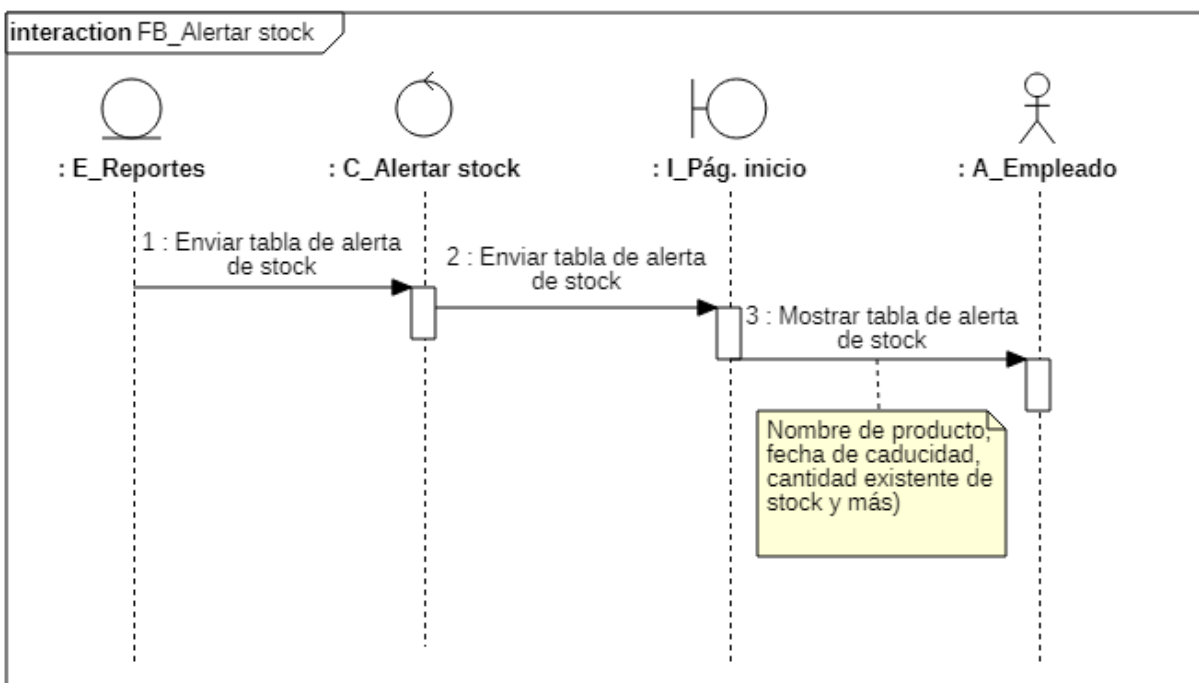 interaction FB_Alertar stock
: E_Reportes
: C_Alertar stock
: I_Pág. inicio
: A_Empleado
1 : Enviar tabla de alerta
de stock
2 : Enviar tabla de alerta
de stock
3 : Mostrar tabla de alerta
de stock
Nombre de producto,
fecha de caducidad,
cantidad existente de
stock y más)